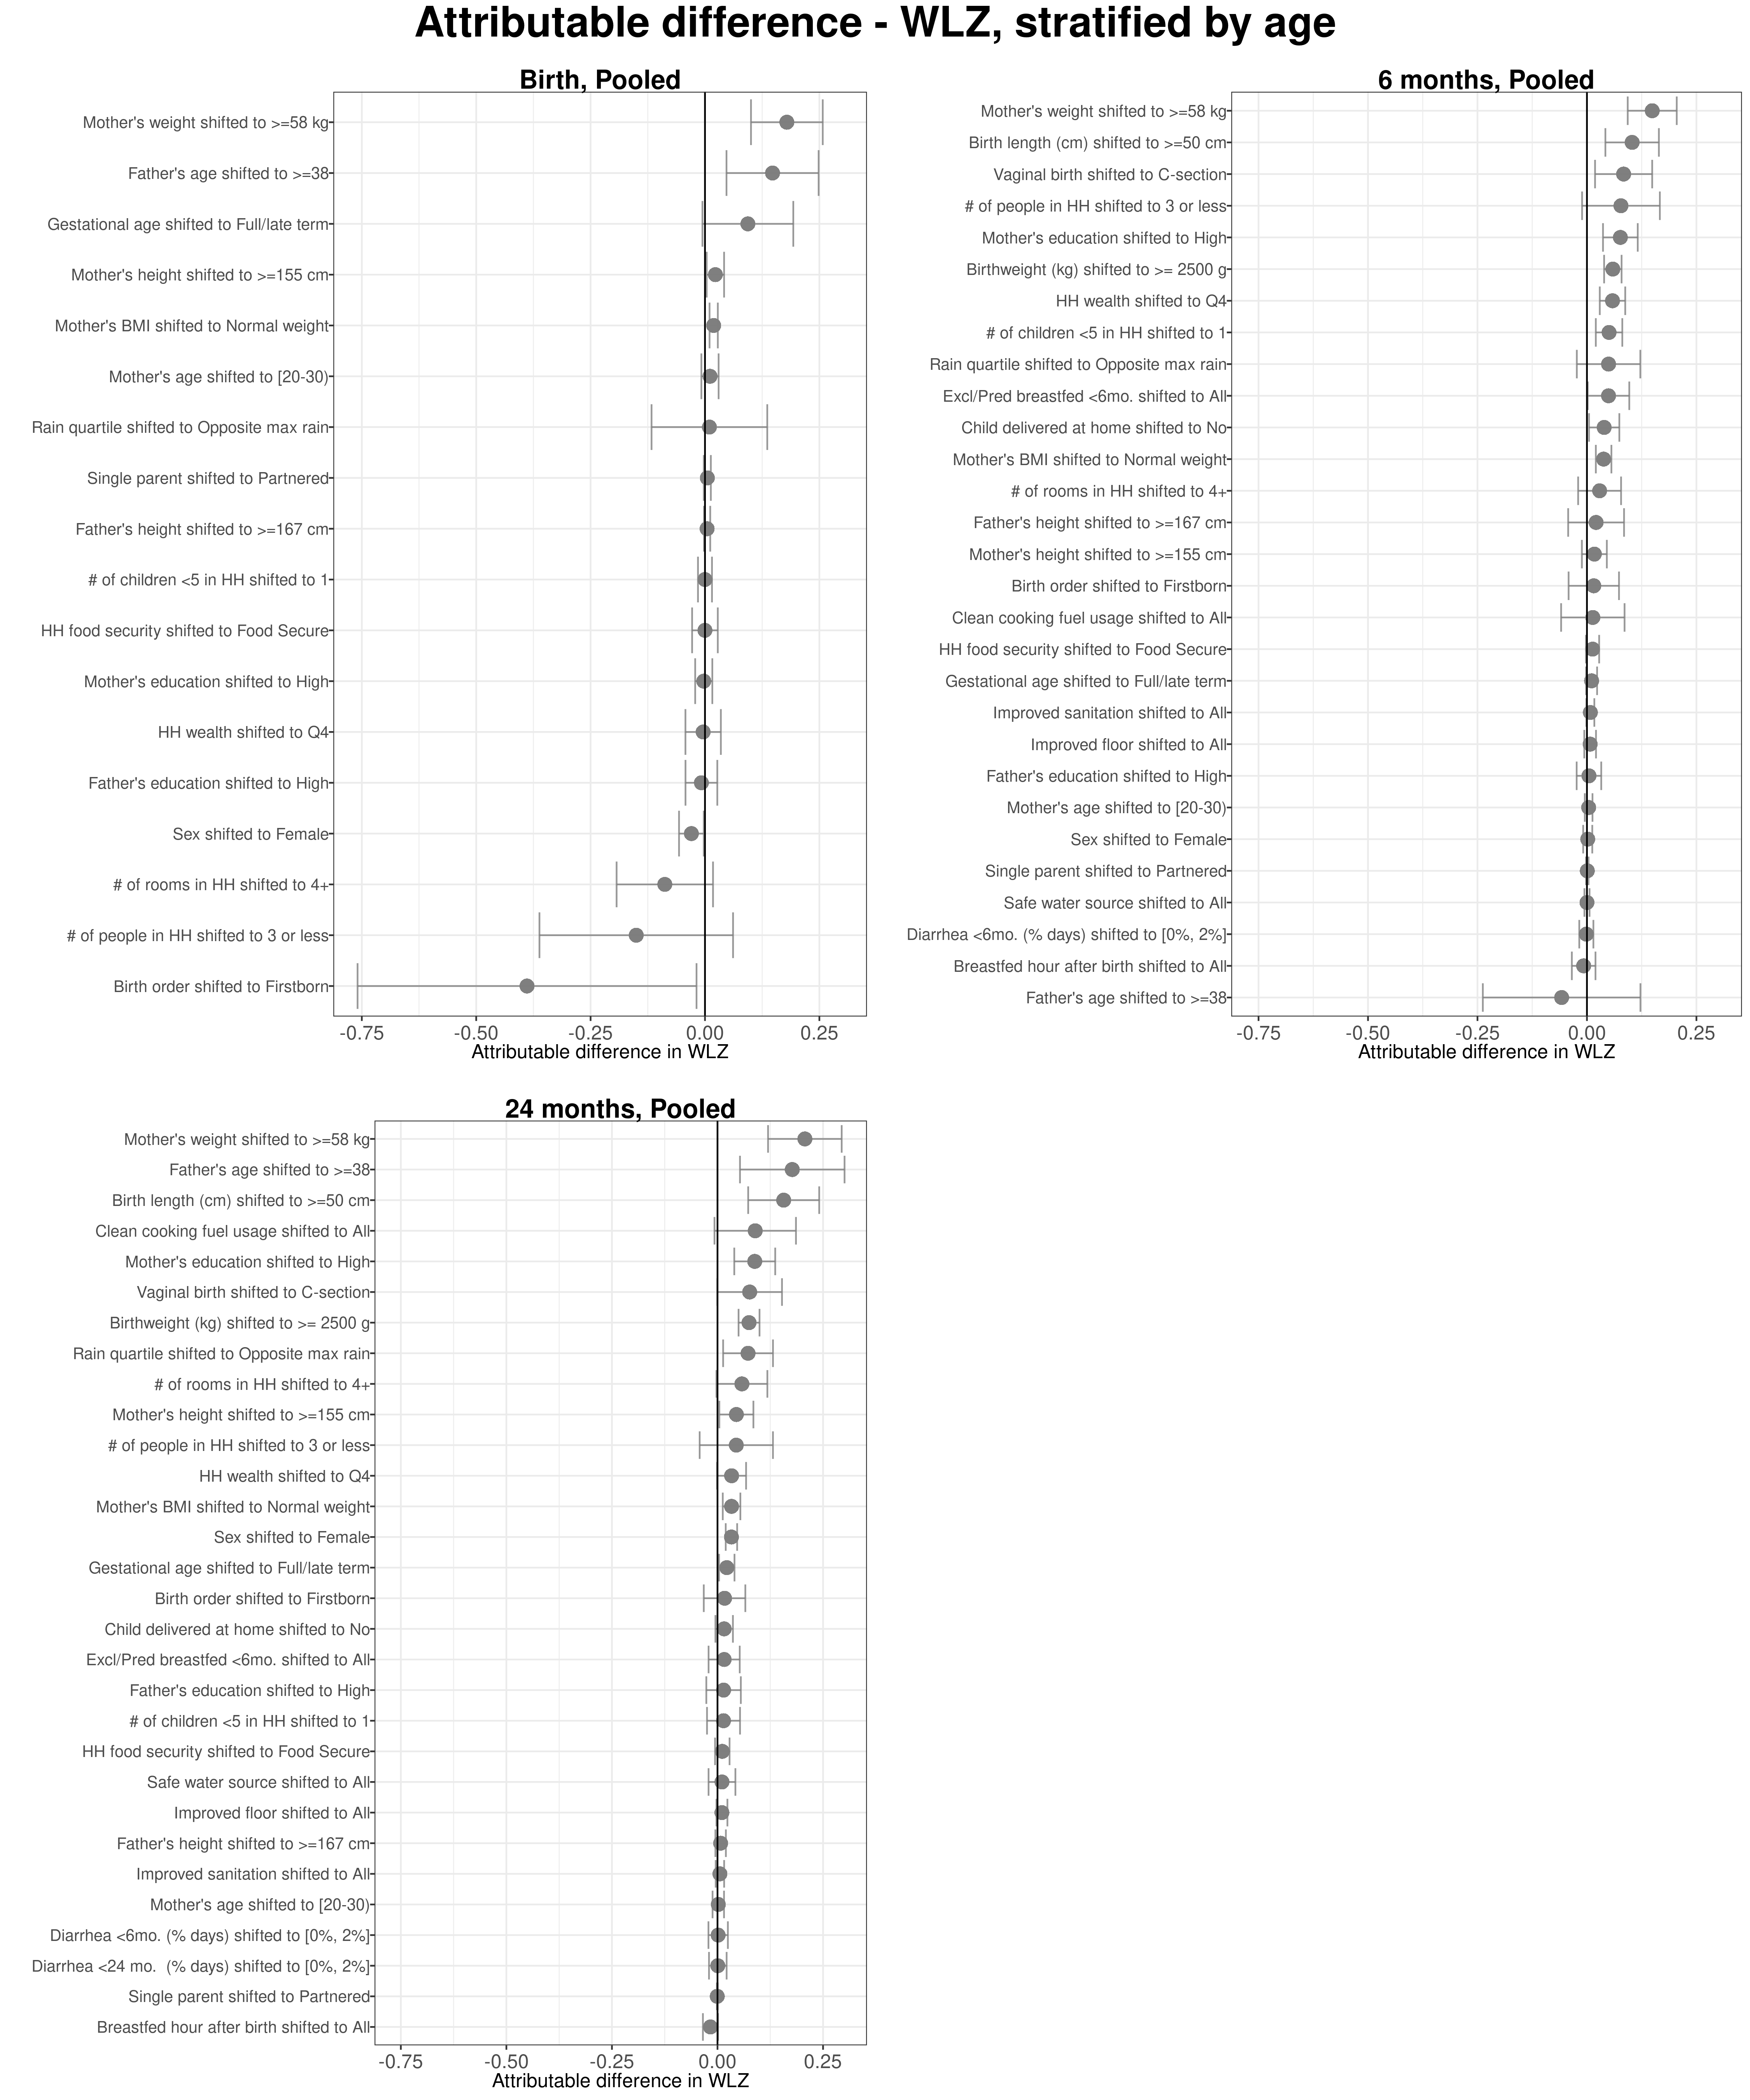 Attributable difference - WLZ, stratified by age
Birth, Pooled
Mother's weight shifted to >=58 kg
Father's age shifted to >=38
Gestational age shifted to Full/late term
Mother's height shifted to >=155 cm
Mother's BMI shifted to Normal weight
Mother's age shifted to [20-30)
Rain quartile shifted to Opposite max rain
Single parent shifted to Partnered
Father's height shifted to >=167 cm
# of children <5 in HH shifted to 1
HH food security shifted to Food Secure
Mother's education shifted to High
HH wealth shifted to Q4
Father's education shifted to High
Sex shifted to Female
# of rooms in HH shifted to 4+
# of people in HH shifted to 3 or less
Birth order shifted to Firstborn
-0.75 -0.50 -0.25 0.00 0.25
Attributable difference in WLZ
6 months, Pooled
Mother's weight shifted to >=58 kg
Birth length (cm) shifted to >=50 cm
Vaginal birth shifted to C-section
# of people in HH shifted to 3 or less
Mother's education shifted to High
Birthweight (kg) shifted to >= 2500 g
HH wealth shifted to Q4
# of children <5 in HH shifted to 1
Rain quartile shifted to Opposite max rain
Excl/Pred breastfed <6mo. shifted to All
Child delivered at home shifted to No
Mother's BMI shifted to Normal weight
# of rooms in HH shifted to 4+
Father's height shifted to >=167 cm
Mother's height shifted to >=155 cm
Birth order shifted to Firstborn
Clean cooking fuel usage shifted to All
HH food security shifted to Food Secure
Gestational age shifted to Full/late term
Improved sanitation shifted to All
Improved floor shifted to All
Father's education shifted to High
Mother's age shifted to [20-30)
Sex shifted to Female
Single parent shifted to Partnered
Safe water source shifted to All
Diarrhea <6mo. (% days) shifted to [0%, 2%]
Breastfed hour after birth shifted to All
Father's age shifted to >=38
-0.75 -0.50 -0.25 0.00 0.25
Attributable difference in WLZ
24 months, Pooled
Mother's weight shifted to >=58 kg
Father's age shifted to >=38
Birth length (cm) shifted to >=50 cm
Clean cooking fuel usage shifted to All
Mother's education shifted to High
Vaginal birth shifted to C-section
Birthweight (kg) shifted to >= 2500 g
Rain quartile shifted to Opposite max rain
# of rooms in HH shifted to 4+
Mother's height shifted to >=155 cm
# of people in HH shifted to 3 or less
HH wealth shifted to Q4
Mother's BMI shifted to Normal weight
Sex shifted to Female
Gestational age shifted to Full/late term
Birth order shifted to Firstborn
Child delivered at home shifted to No
Excl/Pred breastfed <6mo. shifted to All
Father's education shifted to High
# of children <5 in HH shifted to 1
HH food security shifted to Food Secure
Safe water source shifted to All
Improved floor shifted to All
Father's height shifted to >=167 cm
Improved sanitation shifted to All
Mother's age shifted to [20-30)
Diarrhea <6mo. (% days) shifted to [0%, 2%]
Diarrhea <24 mo.  (% days) shifted to [0%, 2%]
Single parent shifted to Partnered
Breastfed hour after birth shifted to All
-0.75 -0.50 -0.25 0.00 0.25
Attributable difference in WLZ